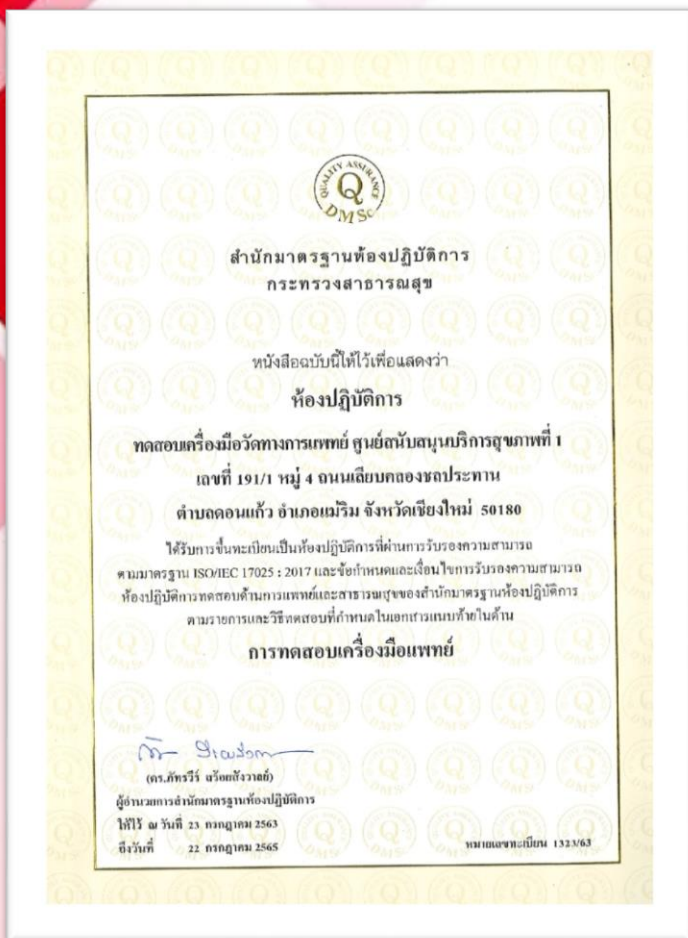 QUALITY ASSURANCE
Q
DMSc
สำนักมาตรฐานห้องปฏิบัติการ
กระทรวงสาธารณสุข
หนังสือฉบับนี้ให้ไว้เพื่อแสดงว่า
ห้องปฏิบัติการ
ทดสอบเครื่องมือวัดทางการแพทย์ ศูนย์สนับสนุนบริการสุขภาพที่ 1
เลขที่ 191/1 หมู่ 4 ถนนเลียบคลองชลประทาน
ตำบลดอนแก้ว อำเภอแม่ริม จังหวัดเชียงใหม่ 50180
ได้รับการขึ้นทะเบียนเป็นห้องปฏิบัติการที่ผ่านการรับรองความสามารถ
ตามมาตรฐาน ISO/IEC 17025 : 2017 และข้อกำหนดและเงื่อนไขการรับรองความสามารถ
ห้องปฏิบัติการทดสอบด้านการแพทย์และสาธารณสุขของสำนักมาตรฐานห้องปฏิบัติการ
ตามรายการและวิธีทดสอบที่กำหนดในเอกสารแนบท้ายในด้าน
การทดสอบเครื่องมือแพทย์
(ดร.ภัทรวีร์ สร้อยสังวาลย์)
ผู้อำนวยการสำนักมาตรฐานห้องปฏิบัติการ
ให้ไว้ ณ วันที่ 23 กรกฎาคม 2563
ถึงวันที่ 22 กรกฎาคม 2565
หมายเลขทะเบียน 1323/63